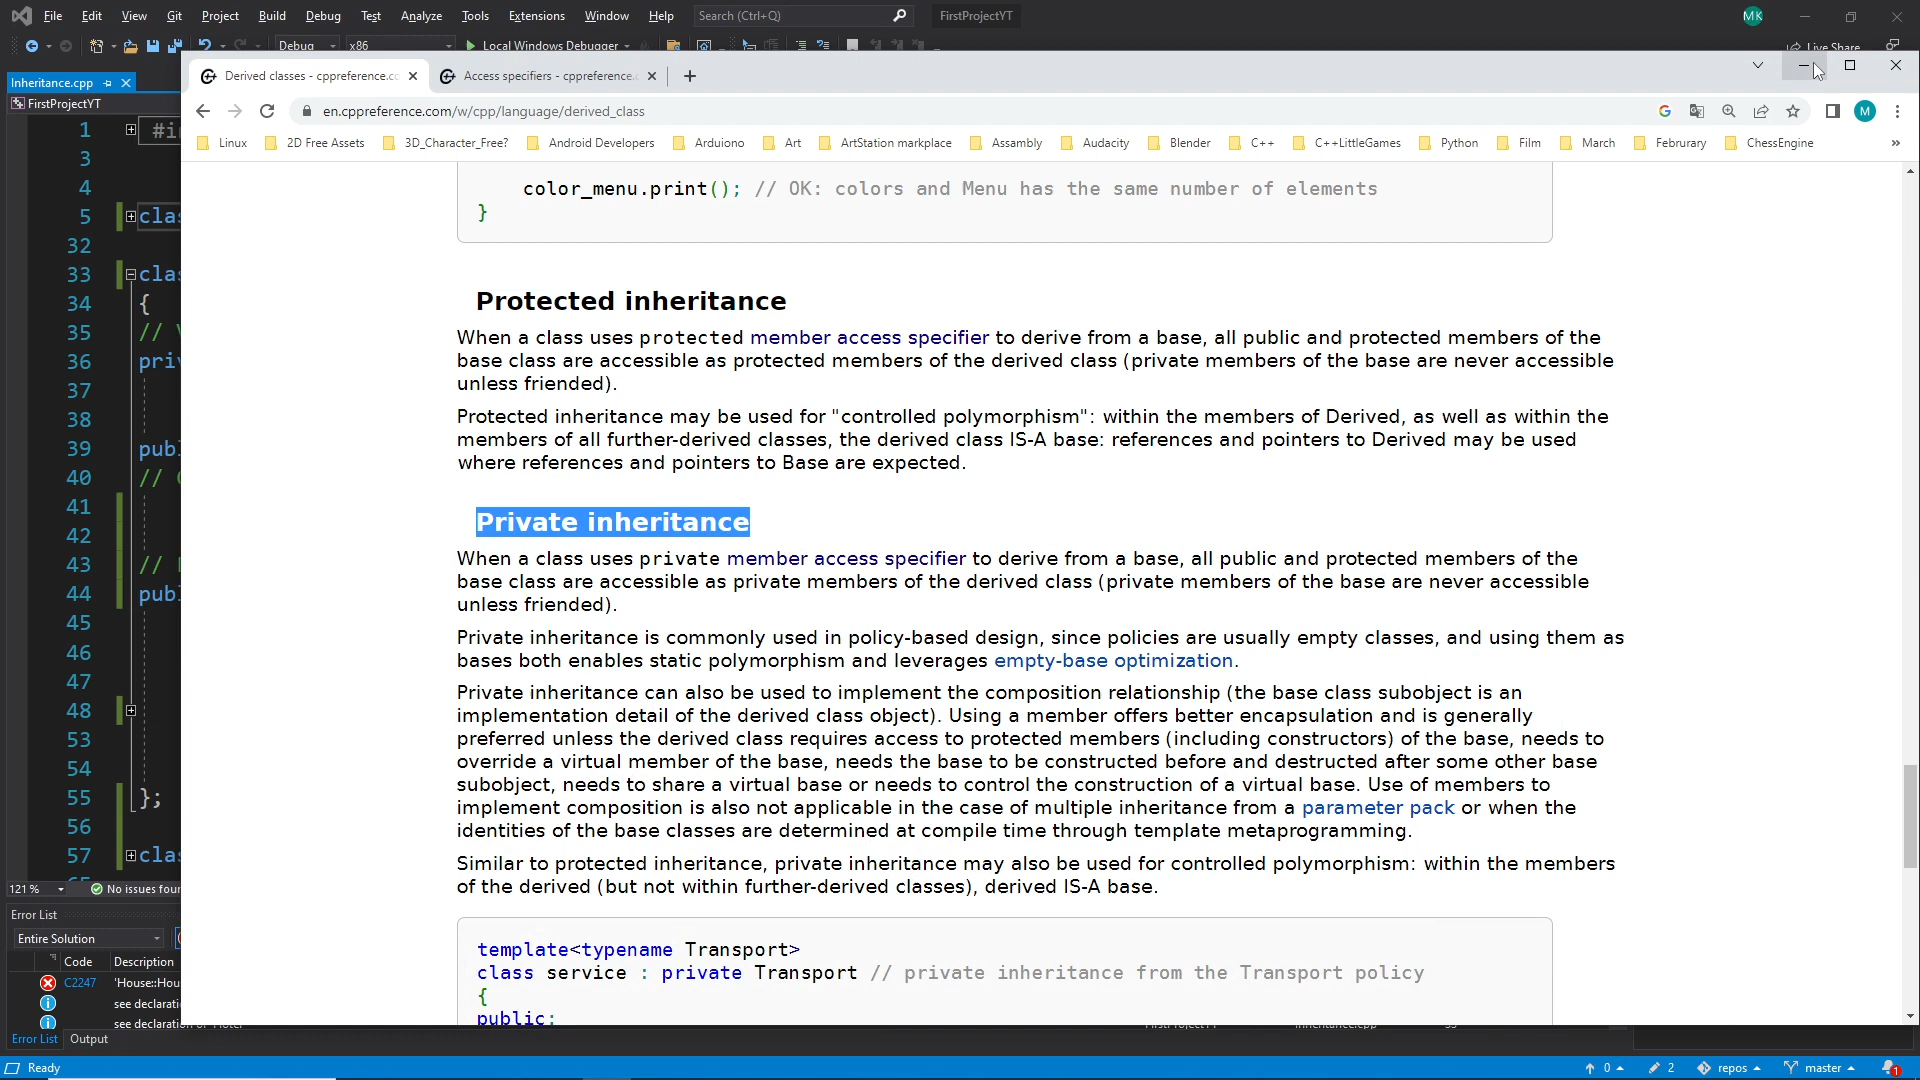 File Edit View Git Project Build Debug Test Analyze Tools Extensions Window Help Search (Ctrl+Q) FirstProjectYT MK
Debug x86 Local Windows Debugger Live Share
Inheritance.cpp
FirstProjectYT
Derived classes - cppreference.co Access specifiers - cppreference.
en.cppreference.com/w/cpp/language/derived_class M
Linux 2D Free Assets 3D_Character_Free? Android Developers Arduiono Art ArtStation markplace Assambly Audacity Blender C++ C++LittleGames Python Film March Februrary ChessEngine »
1 #i
3
4
5 clas
32
33 clas
34 {
35 //
36 pri
37
38
39 pub
40 //
41
42
43 //
44 pub
45
46
47
48
53
54
55 };
56
57 clas
color_menu.print(); // OK: colors and Menu has the same number of elements
}
Protected inheritance
When a class uses protected member access specifier to derive from a base, all public and protected members of the
base class are accessible as protected members of the derived class (private members of the base are never accessible
unless friended).
Protected inheritance may be used for "controlled polymorphism": within the members of Derived, as well as within the
members of all further-derived classes, the derived class IS-A base: references and pointers to Derived may be used
where references and pointers to Base are expected.
Private inheritance
When a class uses private member access specifier to derive from a base, all public and protected members of the
base class are accessible as private members of the derived class (private members of the base are never accessible
unless friended).
Private inheritance is commonly used in policy-based design, since policies are usually empty classes, and using them as
bases both enables static polymorphism and leverages empty-base optimization.
Private inheritance can also be used to implement the composition relationship (the base class subobject is an
implementation detail of the derived class object). Using a member offers better encapsulation and is generally
preferred unless the derived class requires access to protected members (including constructors) of the base, needs to
override a virtual member of the base, needs the base to be constructed before and destructed after some other base
subobject, needs to share a virtual base or needs to control the construction of a virtual base. Use of members to
implement composition is also not applicable in the case of multiple inheritance from a parameter pack or when the
identities of the base classes are determined at compile time through template metaprogramming.
Similar to protected inheritance, private inheritance may also be used for controlled polymorphism: within the members
of the derived (but not within further-derived classes), derived IS-A base.
template<typename Transport>
class service : private Transport // private inheritance from the Transport policy
{
public:
121 % No issues four
Error List
Entire Solution
Code Description
C2247 'House::Hou
see declarati
see declaration of
Error List Output
Ready 0 2 repos master 1